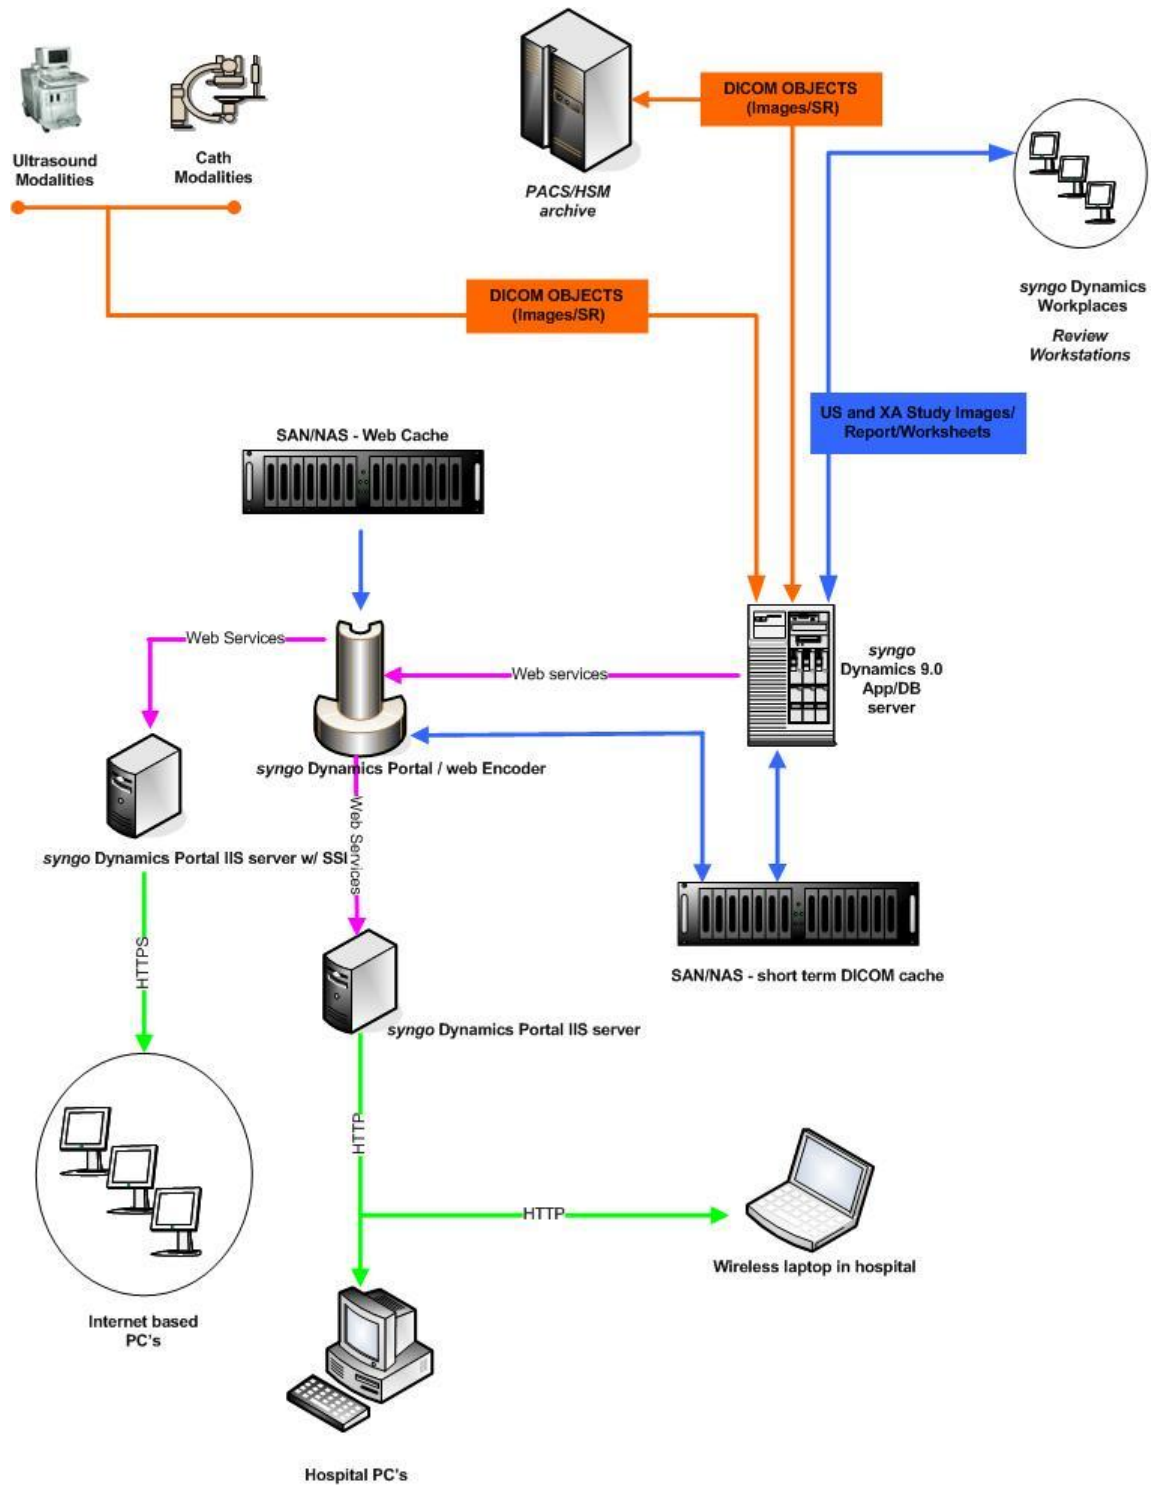 Ultrasound
Modalities
Cath
Modalities
PACS/HSM
archive
DICOM OBJECTS
(Images/SR)
syngo Dynamics
Workplaces
Review
Workstations
DICOM OBJECTS
(Images/SR)
US and XA Study Images/
Report/Worksheets
SAN/NAS - Web Cache
Web Services
Web services
syngo
Dynamics 9.0
App/DB
server
syngo Dynamics Portal / web Encoder
Web Services
syngo Dynamics Portal IIS server w/ SSl
HTTPS
SAN/NAS - short term DICOM cache
syngo Dynamics Portal IIS server
HTTP
HTTP
Wireless laptop in hospital
Internet based
PC's
Hospital PC's